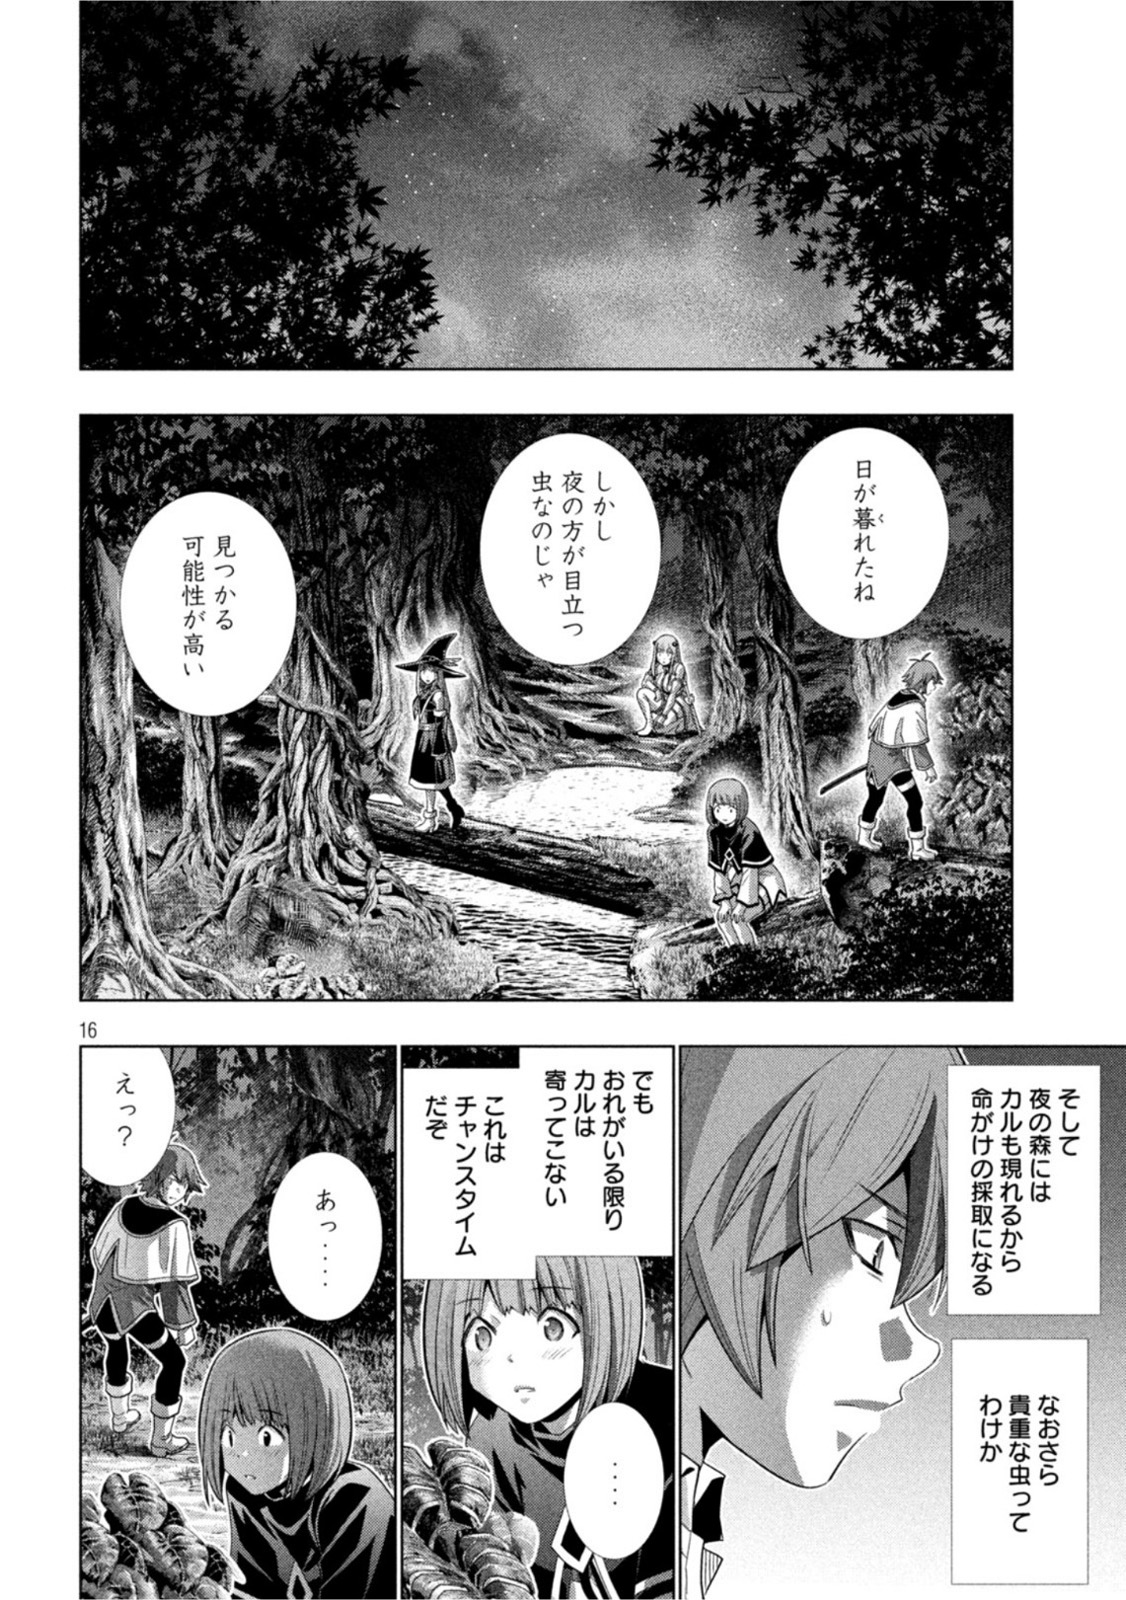 日が暮れたね
く
しかし
夜の方が目立つ
虫なのじゃ
見つかる
可能性が高い
16
そして
夜の森には
カルも現れるから
命がけの採取になる
なおさら
貴重な虫って
わけか
でも
おれがいる限り
カルは
寄ってこない
これは
チャンスタイム
だぞ
‥‥
あっ‥‥
えっ？